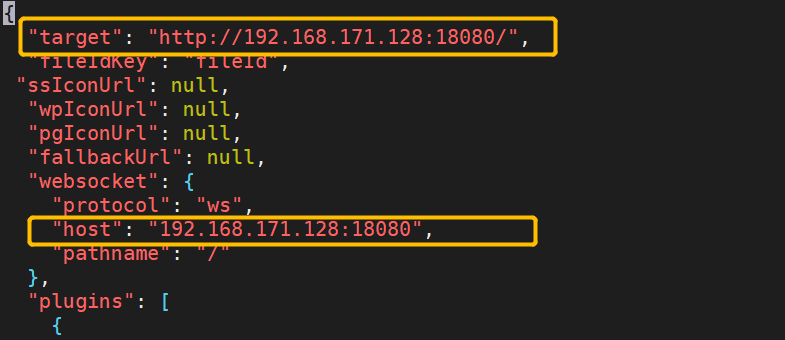 {
"target": "http://192.168.171.128:18080/",
"fileIdKey": "fileId",
"ssIconUrl": null,
"wpIconUrl": null,
"pgIconUrl": null,
"fallbackUrl": null,
"websocket": {
"protocol": "ws",
"host": "192.168.171.128:18080",
"pathname": "/"
},
"plugins": [
{